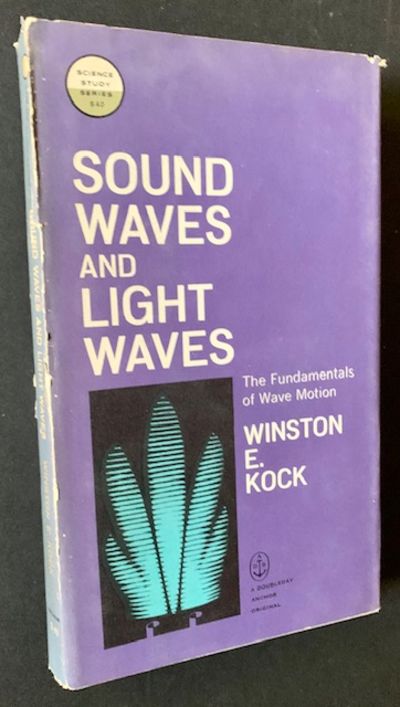 SCIENCE
STUDY
SERIES
S 40
SOUND
WAVES
AND
LIGHT
WAVES
The Fundamentals
of Wave Motion
WINSTON
E.
KOCK
A DOUBLEDAY
ANCHOR
ORIGINAL
SOUND WAVES AND LIGHT WAVES
WINSTON E. KOCK